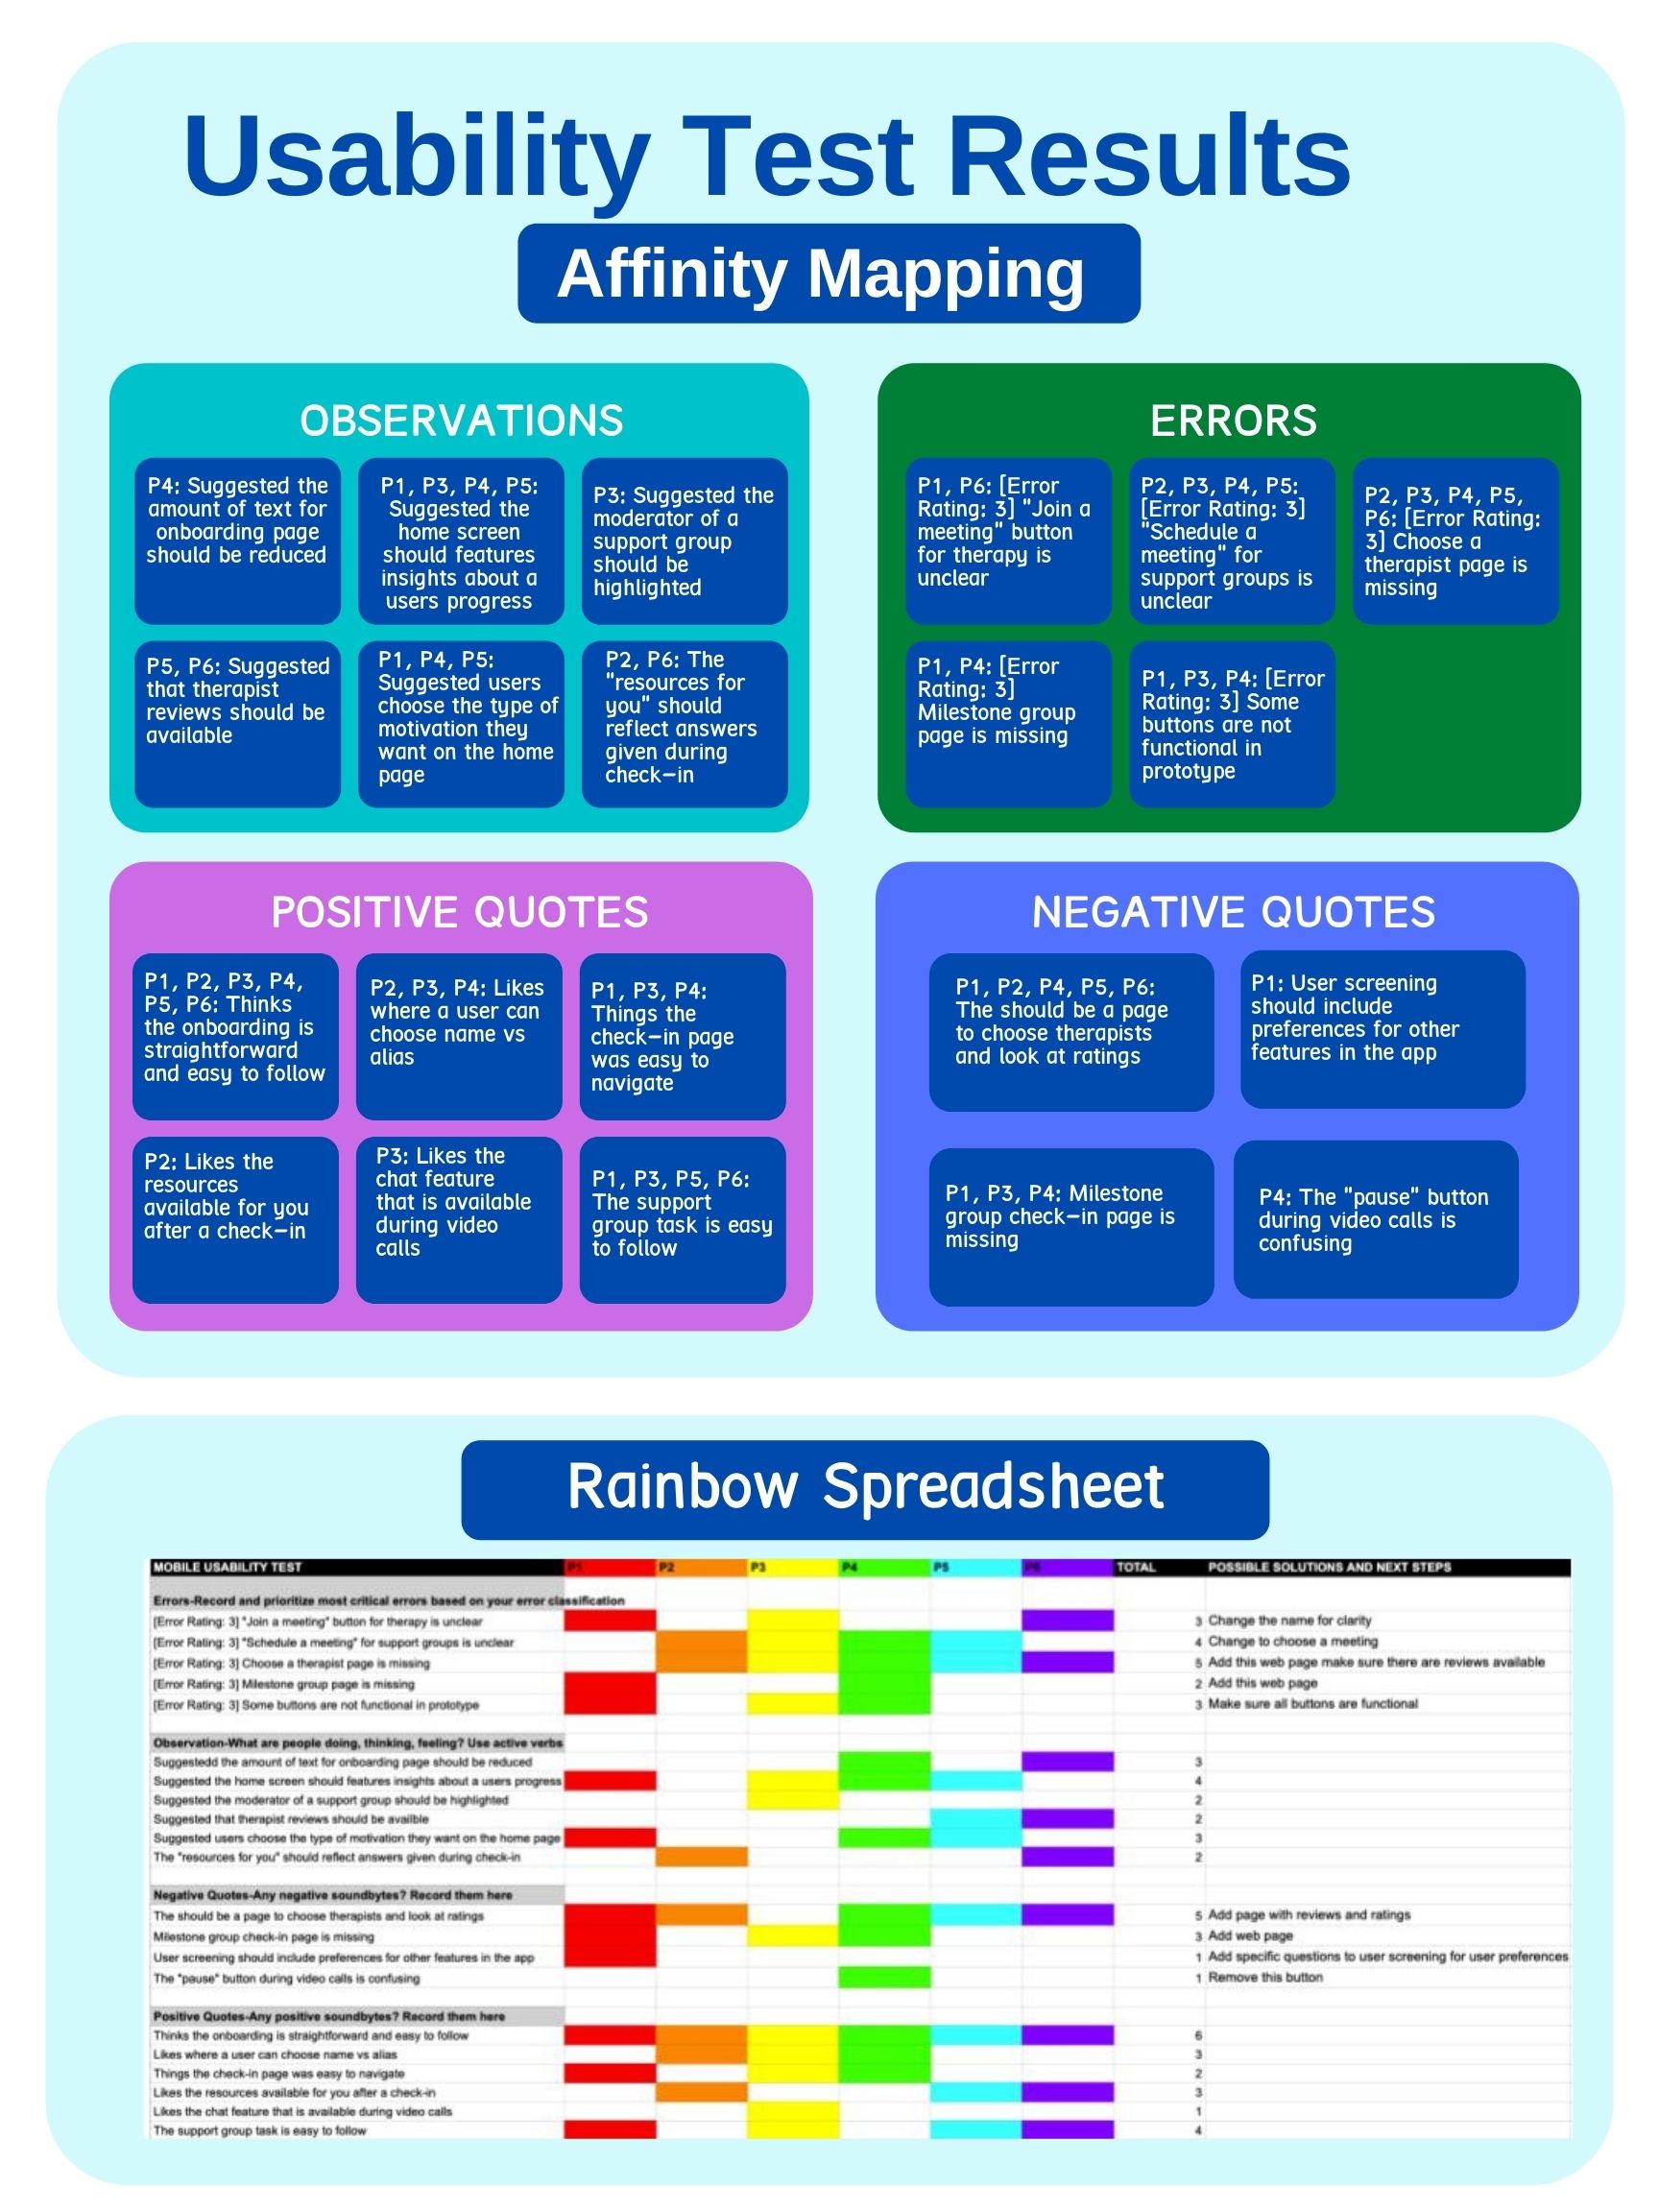 Usability Test Results
Affinity Mapping
OBSERVATIONS
P4: Suggested the
amount of text for
onboarding page
should be reduced
P1, P3, P4, P5:
Suggested the
home screen
should features
insights about a
users progress
P3: Suggested the
moderator of a
support group
should be
highlighted
P5, P6: Suggested
that therapist
reviews should be
available
P1, P4, P5:
Suggested users
choose the type of
motivation they
want on the home
page
P2, P6: The
"resources for
you" should
reflect answers
given during
check-in
ERRORS
P1, P6: [Error
Rating: 3] "Join a
meeting" button
for therapy is
unclear
P2, P3, P4, P5:
[Error Rating: 3]
"Schedule a
meeting" for
support groups is
unclear
P2, P3, P4, P5,
P6: [Error Rating:
3] Choose a
therapist page is
missing
P1, P4: [Error
Rating: 3]
Milestone group
page is missing
P1, P3, P4: [Error
Rating: 3] Some
buttons are not
functional in
prototype
POSITIVE QUOTES
P1, P2, P3, P4,
P5, P6: Thinks
the onboarding is
straightforward
and easy to follow
P2, P3, P4: Likes
where a user can
choose name vs
alias
P1, P3, P4:
Things the
check-in page
was easy to
navigate
P2: Likes the
resources
available for you
after a check-in
P3: Likes the
chat feature
that is available
during video
calls
P1, P3, P5, P6:
The support
group task is easy
to follow
NEGATIVE QUOTES
P1, P2, P4, P5, P6:
The should be a page
to choose therapists
and look at ratings
P1: User screening
should include
preferences for other
features in the app
P1, P3, P4: Milestone
group check-in page is
missing
P4: The "pause" button
during video calls is
confusing
Rainbow Spreadsheet
MOBILE USABILITY TEST P1 P2 P3 P4 P5 P6 TOTAL POSSIBLE SOLUTIONS AND NEXT STEPS
Errors-Record and prioritize most critical errors based on your error classification
[Error Rating: 3] "Join a meeting" button for therapy is unclear 3 Change the name for clarity
[Error Rating: 3] "Schedule a meeting" for support groups is unclear 4 Change to choose a meeting
[Error Rating: 3] Choose a therapist page is missing 5 Add this web page make sure there are reviews available
[Error Rating: 3] Milestone group page is missing 2 Add this web page
[Error Rating: 3] Some buttons are not functional in prototype 3 Make sure all buttons are functional
Observation-What are people doing, thinking, feeling? Use active verbs
Suggestedd the amount of text for onboarding page should be reduced 3
Suggested the home screen should features insights about a users progress 4
Suggested the moderator of a support group should be highlighted 2
Suggested that therapist reviews should be availble 2
Suggested users choose the type of motivation they want on the home page 3
The "resources for you" should reflect answers given during check-in 2
Negative Quotes-Any negative soundbytes? Record them here
The should be a page to choose therapists and look at ratings 5 Add page with reviews and ratings
Milestone group check-in page is missing 3 Add web page
User screening should include preferences for other features in the app 1 Add specific questions to user screening for user preferences
The "pause" button during video calls is confusing 1 Remove this button
Positive Quotes-Any positive soundbytes? Record them here
Thinks the onboarding is straightforward and easy to follow 6
Likes where a user can choose name vs alias 3
Things the check-in page was easy to navigate 2
Likes the resources available for you after a check-in 3
Likes the chat feature that is available during video calls 1
The support group task is easy to follow 4